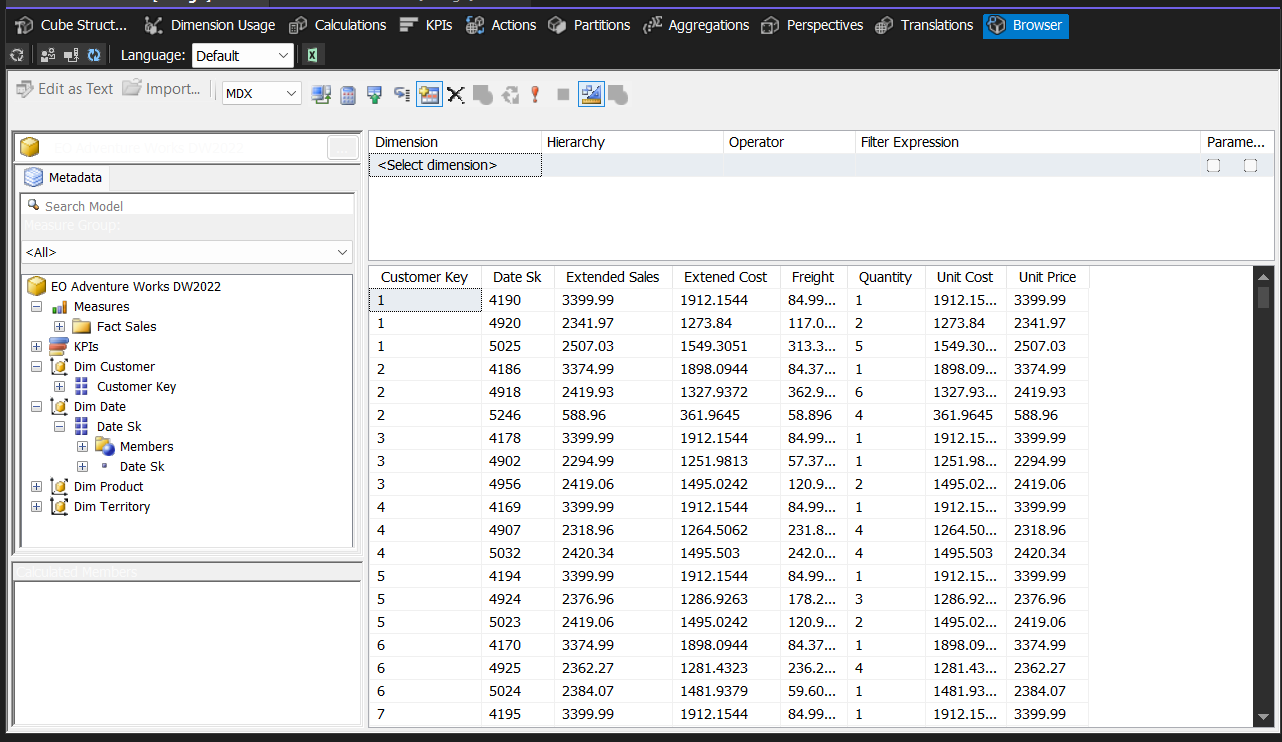 Cube Struct... Dimension Usage Calculations KPIs Actions Partitions Aggregations Perspectives Translations Browser
Language: Default
Edit as Text Import... MDX
EO Adventure Works DW2022
Metadata
Search Model
Measure Group:
<All>
EO Adventure Works DW2022
Measures
Fact Sales
KPIs
Dim Customer
Customer Key
Dim Date
Date Sk
Members
Date Sk
Dim Product
Dim Territory
Calculated Members
Dimension Hierarchy Operator Filter Expression Parame...
<Select dimension>
Customer Key Date Sk Extended Sales Extened Cost Freight Quantity Unit Cost Unit Price
1 4190 3399.99 1912.1544 84.99... 1 1912.15... 3399.99
1 4920 2341.97 1273.84 117.0... 2 1273.84 2341.97
1 5025 2507.03 1549.3051 313.3... 5 1549.30... 2507.03
2 4186 3374.99 1898.0944 84.37... 1 1898.09... 3374.99
2 4918 2419.93 1327.9372 362.9... 6 1327.93... 2419.93
2 5246 588.96 361.9645 58.896 4 361.9645 588.96
3 4178 3399.99 1912.1544 84.99... 1 1912.15... 3399.99
3 4902 2294.99 1251.9813 57.37... 1 1251.98... 2294.99
3 4956 2419.06 1495.0242 120.9... 2 1495.02... 2419.06
4 4169 3399.99 1912.1544 84.99... 1 1912.15... 3399.99
4 4907 2318.96 1264.5062 231.8... 4 1264.50... 2318.96
4 5032 2420.34 1495.503 242.0... 4 1495.503 2420.34
5 4194 3399.99 1912.1544 84.99... 1 1912.15... 3399.99
5 4924 2376.96 1286.9263 178.2... 3 1286.92... 2376.96
5 5023 2419.06 1495.0242 120.9... 2 1495.02... 2419.06
6 4170 3374.99 1898.0944 84.37... 1 1898.09... 3374.99
6 4925 2362.27 1281.4323 236.2... 4 1281.43... 2362.27
6 5024 2384.07 1481.9379 59.60... 1 1481.93... 2384.07
7 4195 3399.99 1912.1544 84.99... 1 1912.15... 3399.99